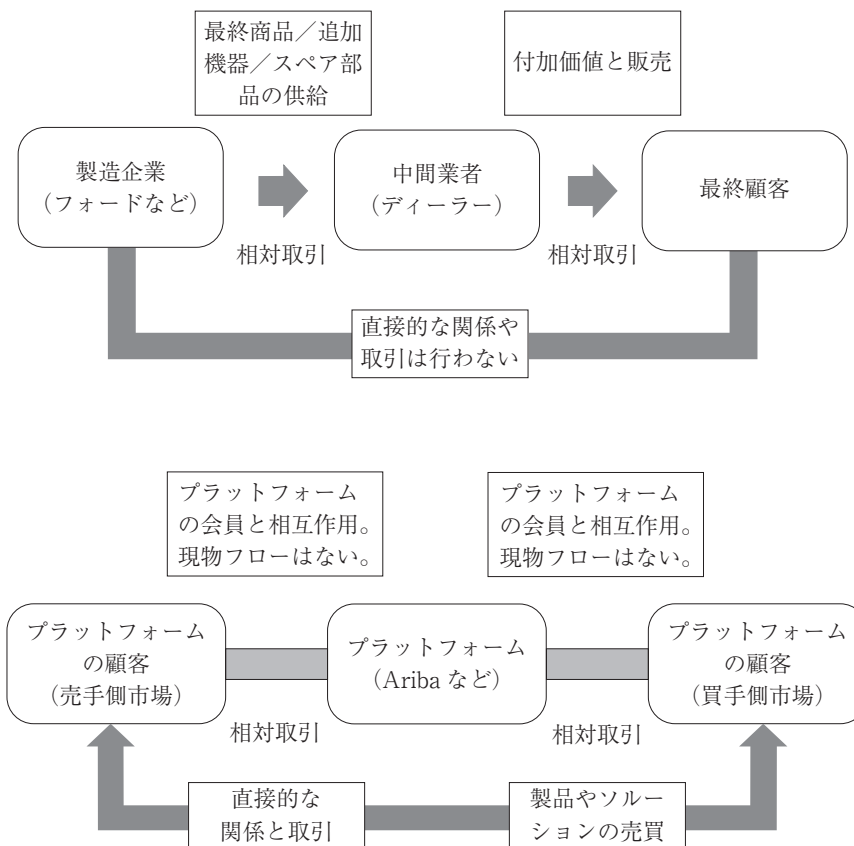 最終商品／追加
機器／スペア部
品の供給
付加価値と販売
製造企業
（フォードなど）
中間業者
（ディーラー）
最終顧客
相対取引
相対取引
直接的な関係や
取引は行わない
プラットフォーム
の会員と相互作用。
現物フローはない。
プラットフォーム
の会員と相互作用。
現物フローはない。
プラットフォーム
の顧客
（売手側市場）
プラットフォーム
（Ariba など）
プラットフォーム
の顧客
（買手側市場）
相対取引
相対取引
直接的な
関係と取引
製品やソルー
ションの売買